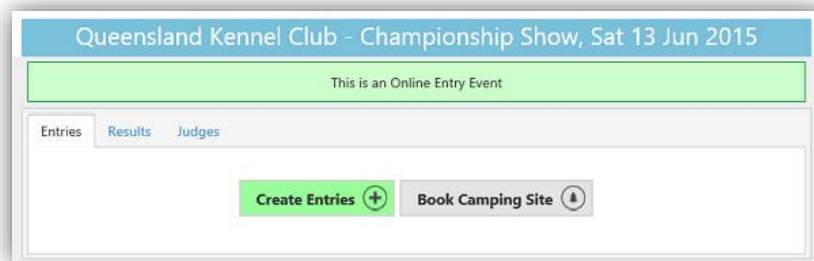 Queensland Kennel Club - Championship Show, Sat 13 Jun 2015
This is an Online Entry Event
Entries Results Judges
Create Entries Book Camping Site